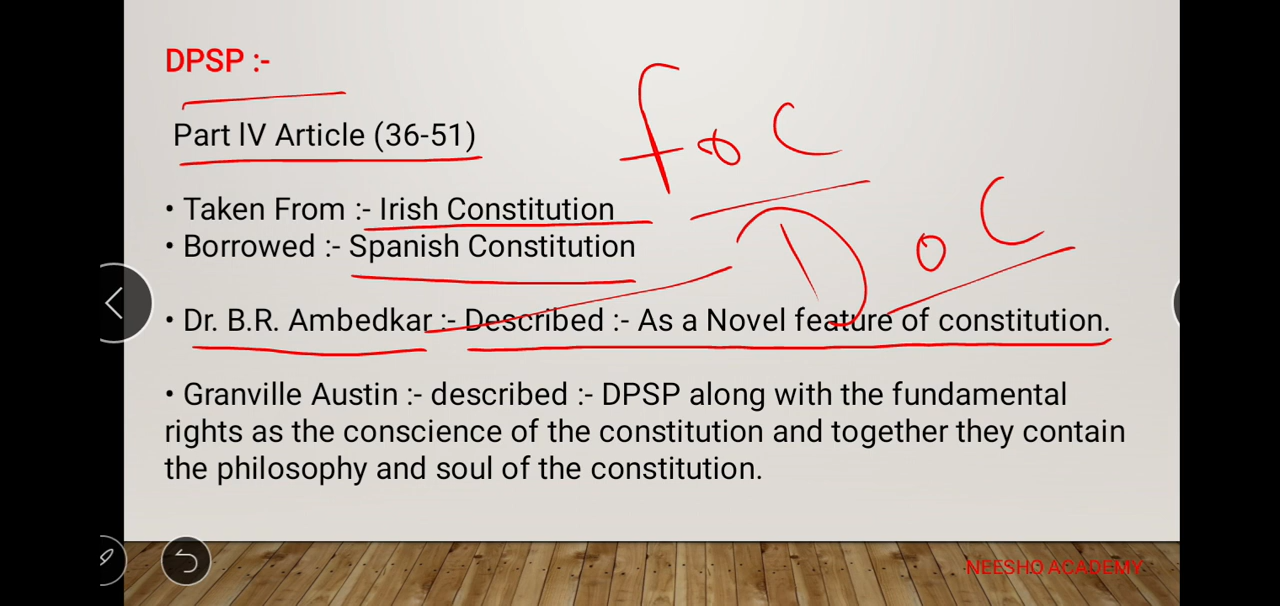 DPSP :-
Part lV Article (36-51)
foc
• Taken From :- Irish Constitution
• Borrowed :- Spanish Constitution
Doc
• Dr. B.R. Ambedkar :- Described :- As a Novel feature of constitution.
• Granville Austin :- described :- DPSP along with the fundamental
rights as the conscience of the constitution and together they contain
the philosophy and soul of the constitution.
NEESHO ACADEMY